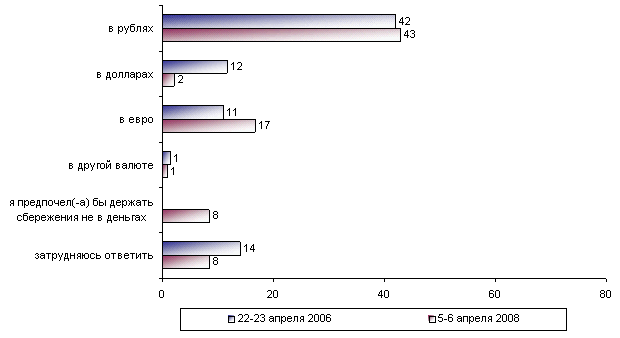 в рублях
42
43
в долларах
12
2
в евро
11
17
в другой валюте
1
1
я предпочел(-а) бы держать
сбережения не в деньгах
8
затрудняюсь ответить
14
8
0 20 40 60 80
22-23 апреля 2006 5-6 апреля 2008